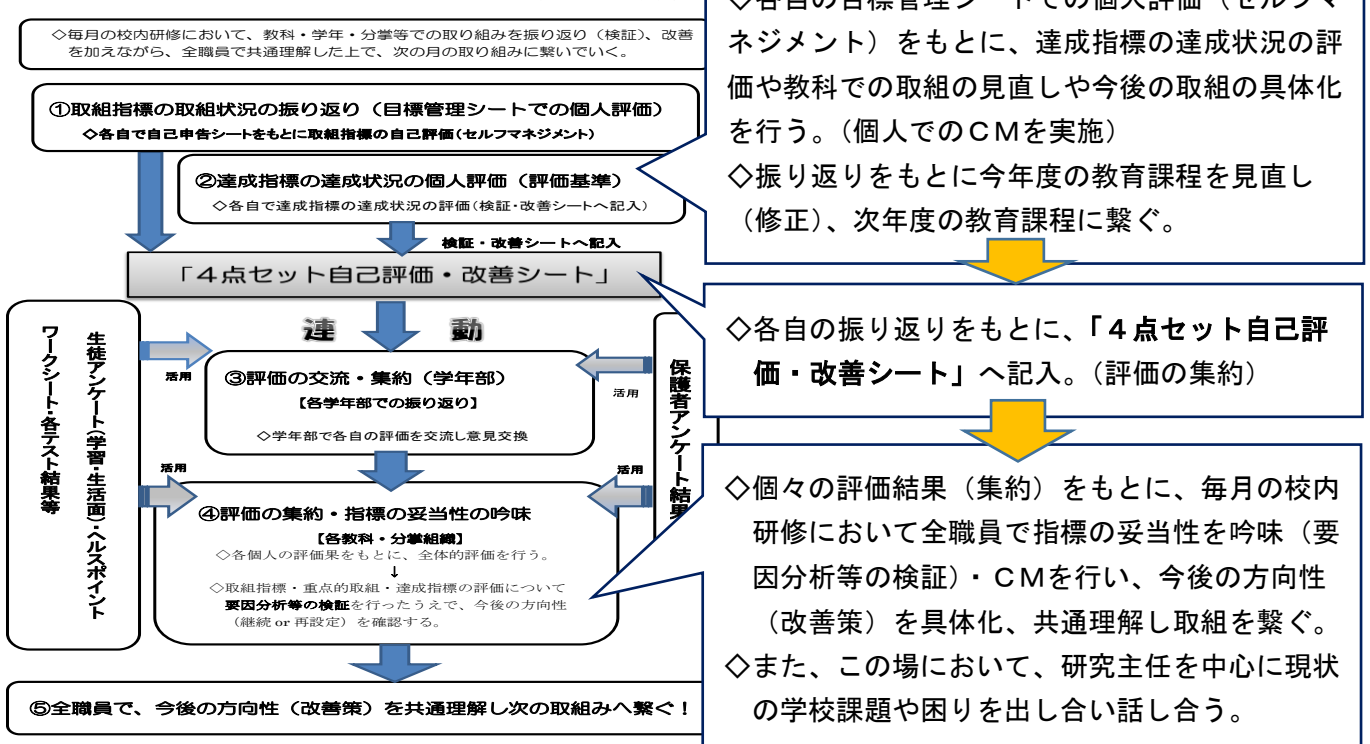 ◇毎月の校内研修において、教科・学年・分掌等での取り組みを振り返り（検証）、改善
を加えながら、全職員で共通理解した上で、次の月の取り組みに繋いでいく。
①取組指標の取組状況の振り返り（目標管理シートでの個人評価）
◇各自で自己申告シートをもとに取組指標の自己評価(セルフマネジメント)
②達成指標の達成状況の個人評価（評価基準）
◇各自で達成指標の達成状況の評価(検証・改善シートへ記入)
検証・改善シートへ記入
「４点セット自己評価・改善シート」
連　動
生徒アンケート(学習・生活面)・ヘルスポイント
ワークシート・各テスト結果等
活用
③評価の交流・集約（学年部）
【各学年部での振り返り】
◇学年部で各自の評価を交流し意見交換
活用
保護者アンケート結果
活用
④評価の集約・指標の妥当性の吟味
【各教科・分掌組織】
◇各個人の評価果をもとに、全体的評価を行う。
↓
◇取組指標・重点的取組・達成指標の評価について
要因分析等の検証を行ったうえで、今後の方向性
（継続 or 再設定）を確認する。
活用
⑤全職員で、今後の方向性（改善策）を共通理解し次の取組みへ繋ぐ！
◇各自の目標管理シートでの個人評価（セルフマ
ネジメント）をもとに、達成指標の達成状況の評
価や教科での取組の見直しや今後の取組の具体化
を行う。（個人でのＣＭを実施）
◇振り返りをもとに今年度の教育課程を見直し
（修正）、次年度の教育課程に繋ぐ。
◇各自の振り返りをもとに、「４点セット自己評
価・改善シート」へ記入。（評価の集約）
◇個々の評価結果（集約）をもとに、毎月の校内
研修において全職員で指標の妥当性を吟味（要
因分析等の検証）・ＣＭを行い、今後の方向性
（改善策）を具体化、共通理解し取組を繋ぐ。
◇また、この場において、研究主任を中心に現状
の学校課題や困りを出し合い話し合う。